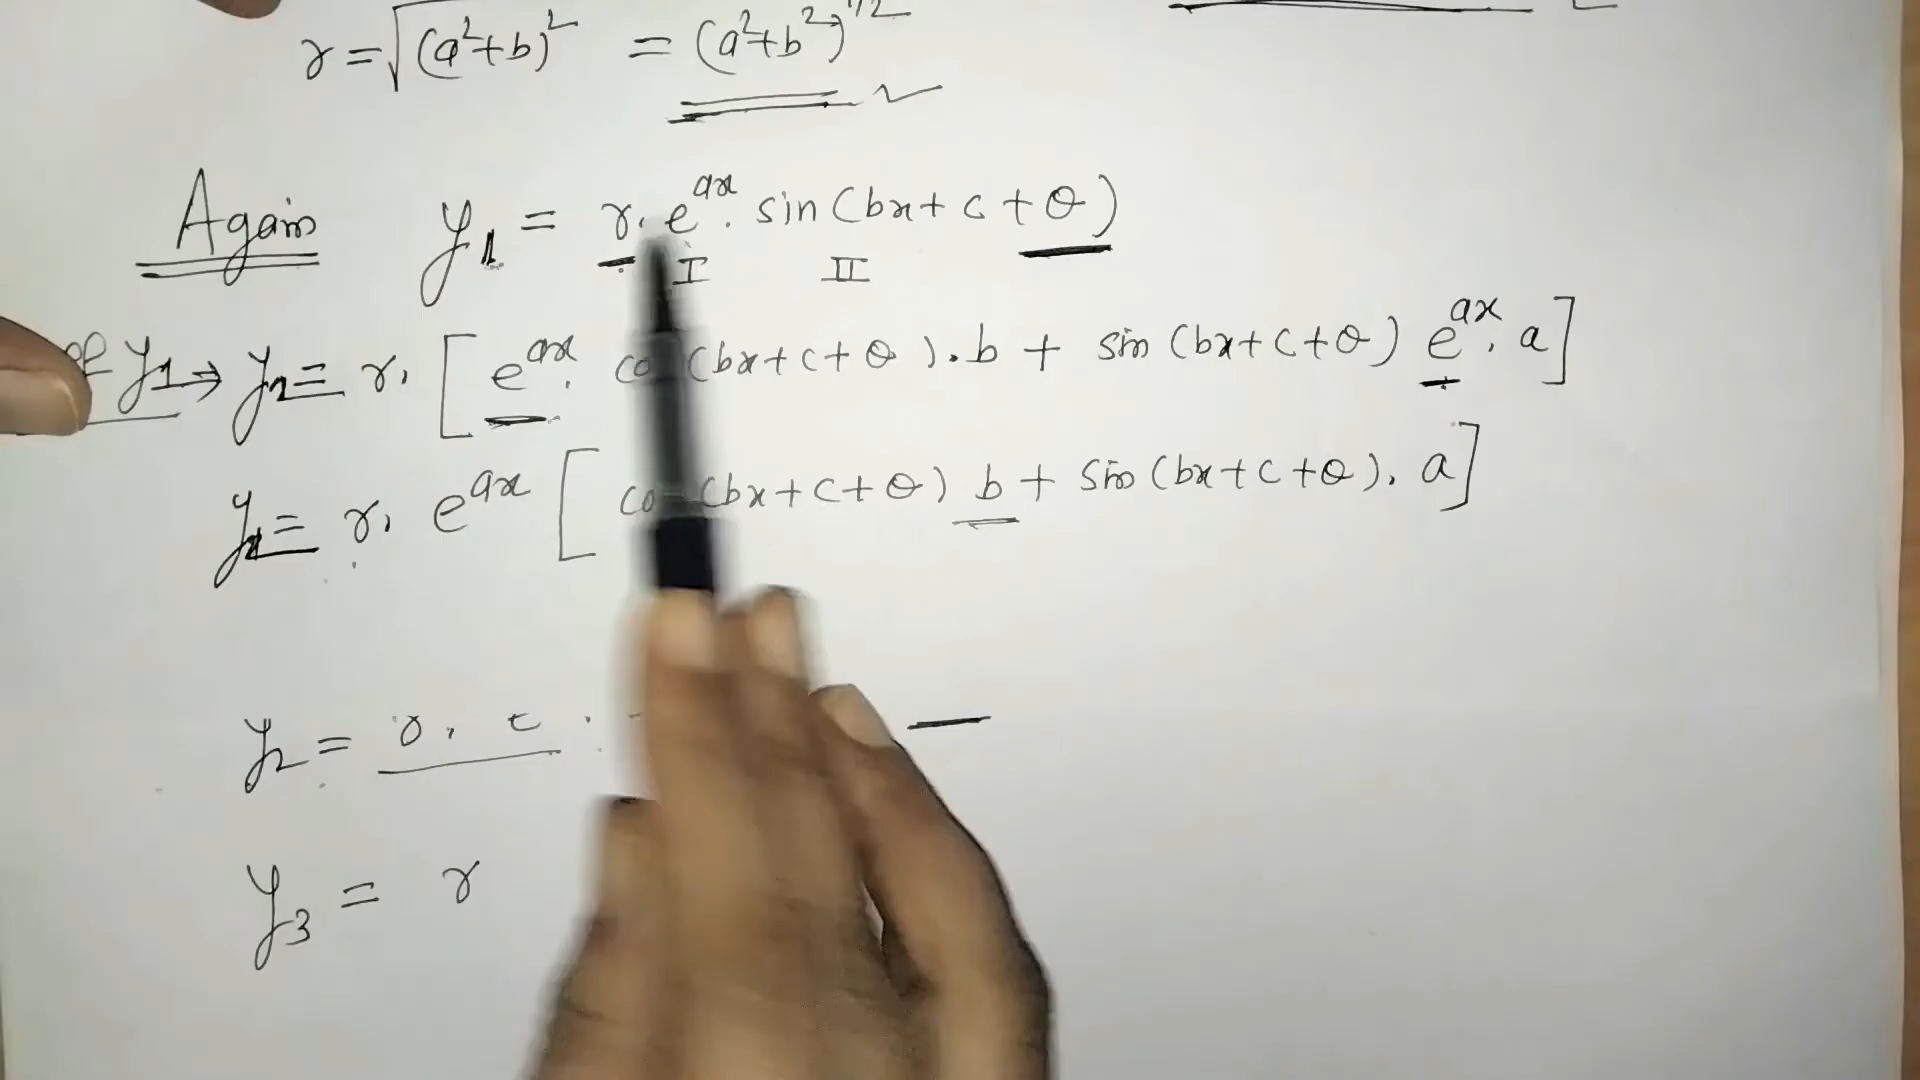 r = √(a²+b)² = (a²+b²)^1/2
Again y₁ = r. e^ax. sin (bx + c + θ)
I II
of y₁ → y₂ = r. [ e^ax. co (bx+c+θ).b + sin (bx+c+θ) e^ax. a ]
= r. e^ax [ co (bx+c+θ) b + sin (bx+c+θ). a ]
y₂ =
y₃ = r